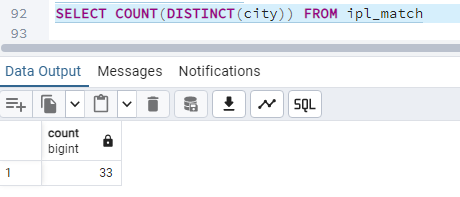 92 SELECT COUNT(DISTINCT(city)) FROM ipl_match
93
Data Output Messages Notifications
SQL
count
bigint
1 33